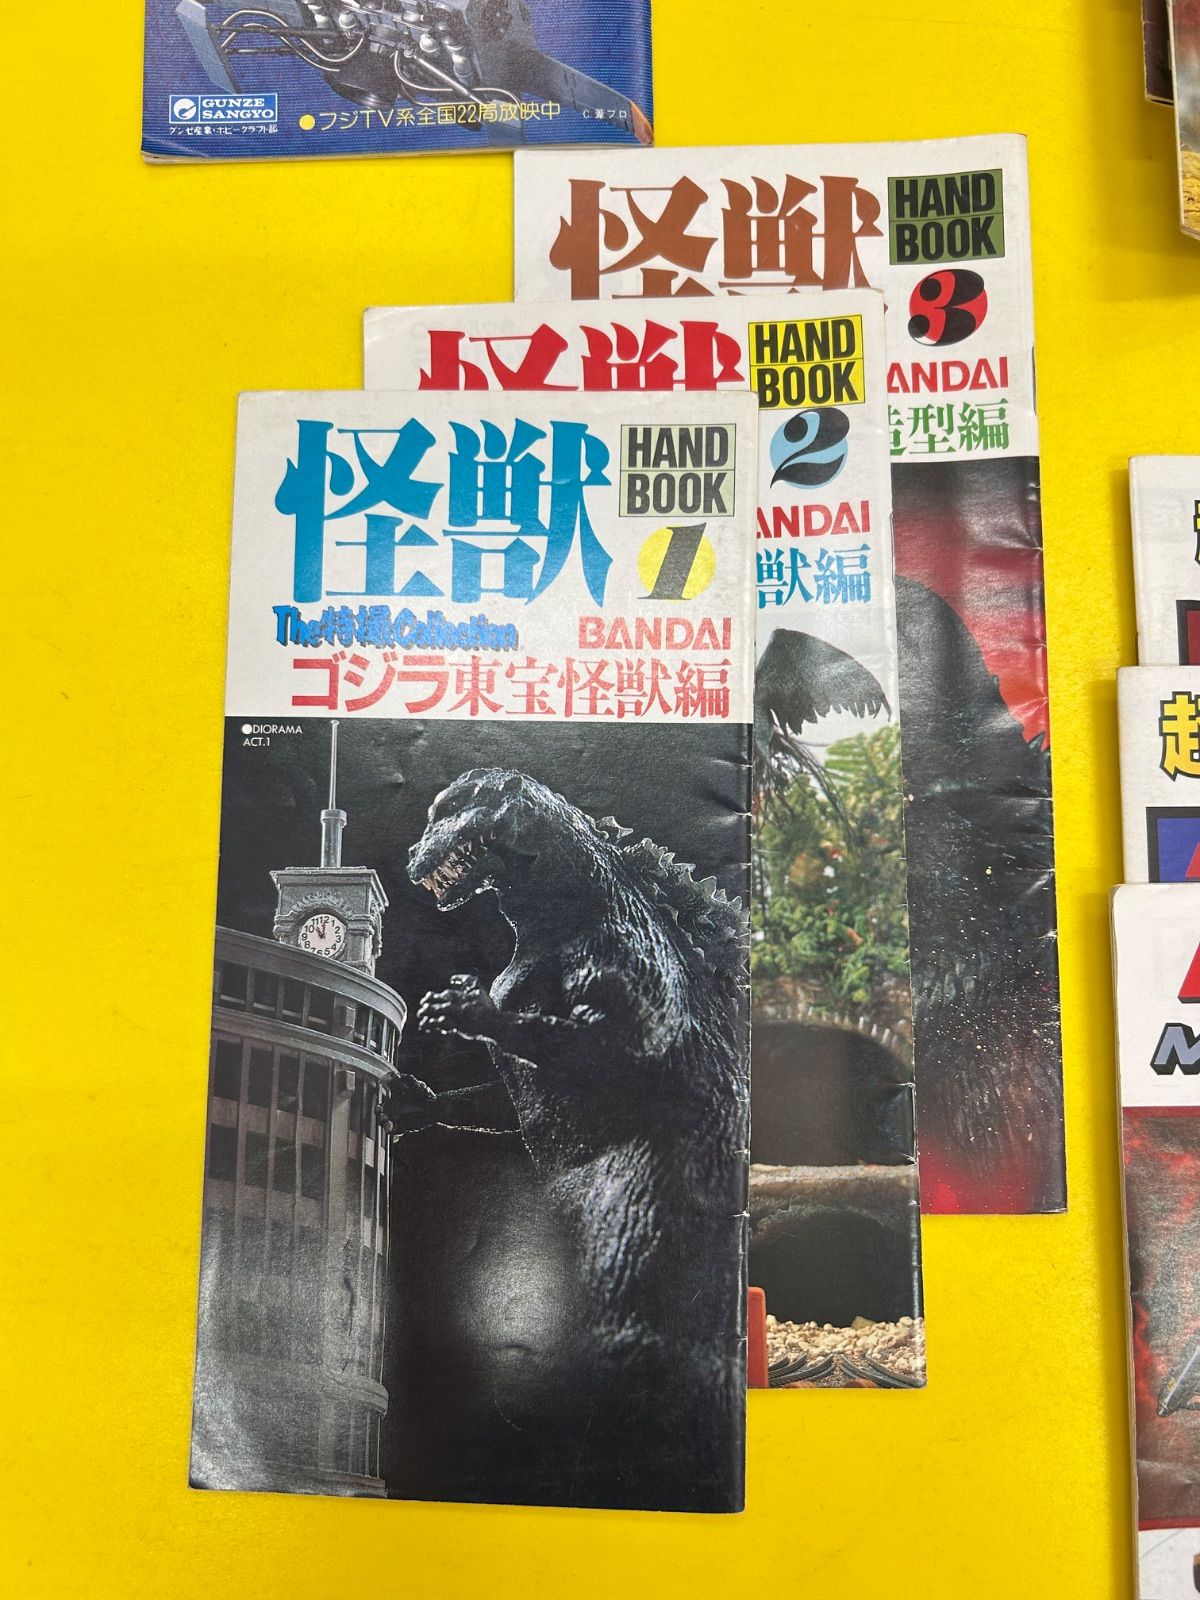 GUNZE
SANGYO
グンゼ産業・ホビークラフト部
●フジTV系全国22局放映中
C.葦プロ
怪獣
HAND
BOOK
3
BANDAI
造型編
怪獣
HAND
BOOK
2
BANDAI
獣編
怪獣
HAND
BOOK
1
The特撮Collection
BANDAI
ゴジラ東宝怪獣編
●DIORAMA
ACT.1
超
M